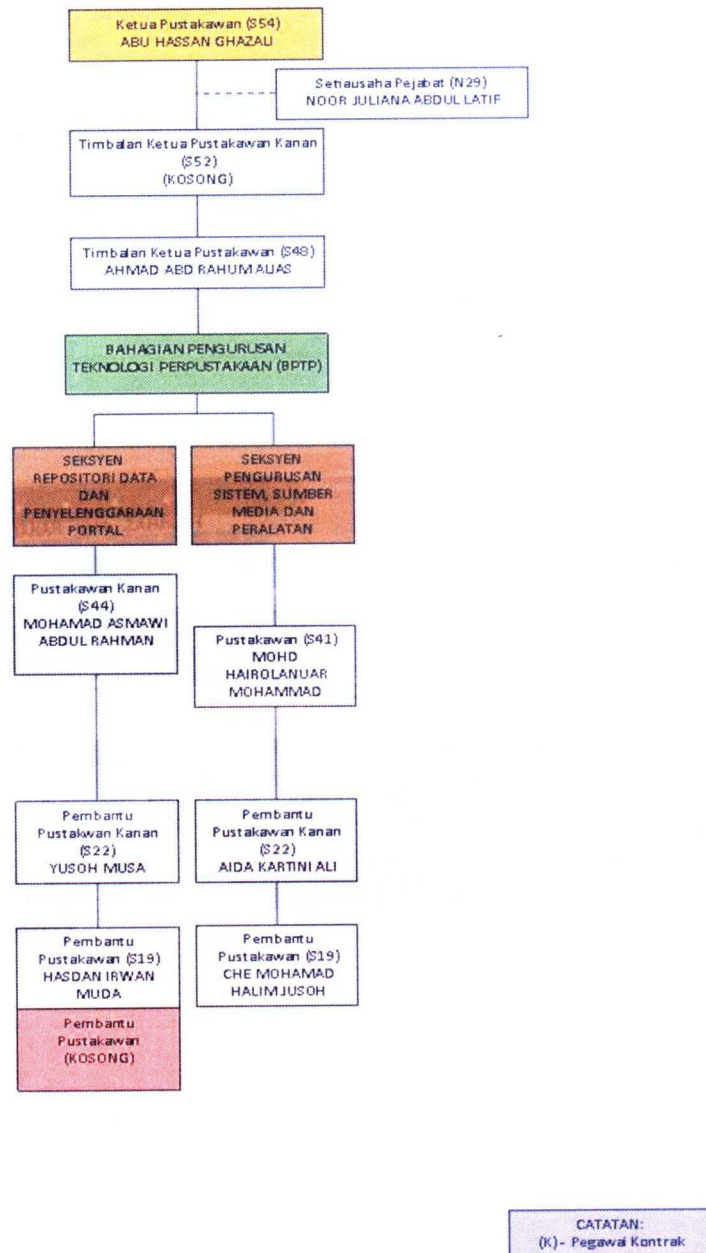 Ketua Pustakawan (S54)
ABU HASSAN GHAZALI
Setiausaha Pejabat (N29)
NOOR JULIANA ABDUL LATIF
Timbalan Ketua Pustakawan Kanan
(S52)
(KOSONG)
Timbalan Ketua Pustakawan (S48)
AHMAD ABD RAHUM ALIAS
BAHAGIAN PENGURUSAN
TEKNOLOGI PERPUSTAKAAN (BPTP)
SEKSYEN
REPOSITORI DATA
DAN
PENYELENGGARAAN
PORTAL
SEKSYEN
PENGURUSAN
SISTEM, SUMBER
MEDIA DAN
PERALATAN
Pustakawan Kanan
(S44)
MOHAMAD ASMAWI
ABDUL RAHMAN
Pustakawan (S41)
MOHD
HAIROLANUAR
MOHAMMAD
Pembantu
Pustakwan Kanan
(S22)
YUSOH MUSA
Pembantu
Pustakawan Kanan
(S22)
AIDA KARTINI ALI
Pembantu
Pustakawan (S19)
HASDAN IRWAN
MUDA
Pembantu
Pustakawan (S19)
CHE MOHAMAD
HALIM JUSOH
Pembantu
Pustakawan
(KOSONG)
CATATAN:
(K)- Pegawai Kontrak